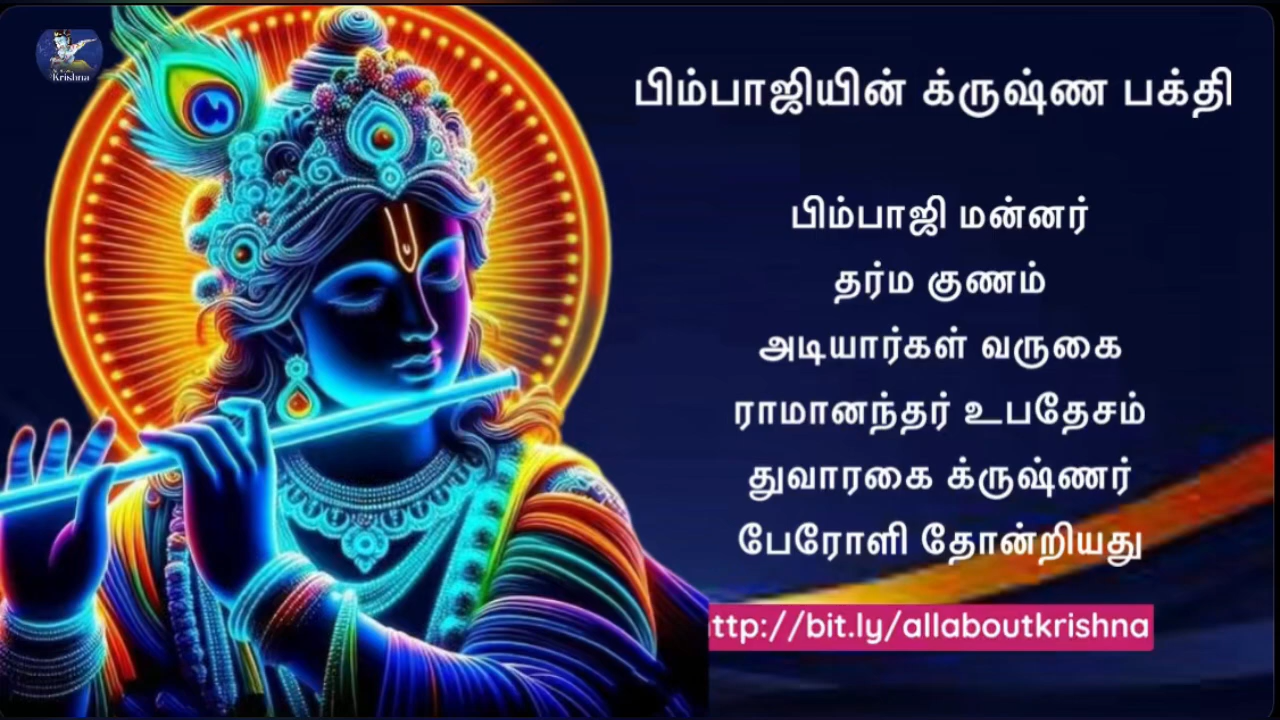 Krishna
பிம்பாஜியின் க்ருஷ்ண பக்தி
பிம்பாஜி மன்னர்
தர்ம குணம்
அடியார்கள் வருகை
ராமானந்தர் உபதேசம்
துவாரகை க்ருஷ்ணர்
பேரோளி தோன்றியது
ttp://bit.ly/allaboutkrishna